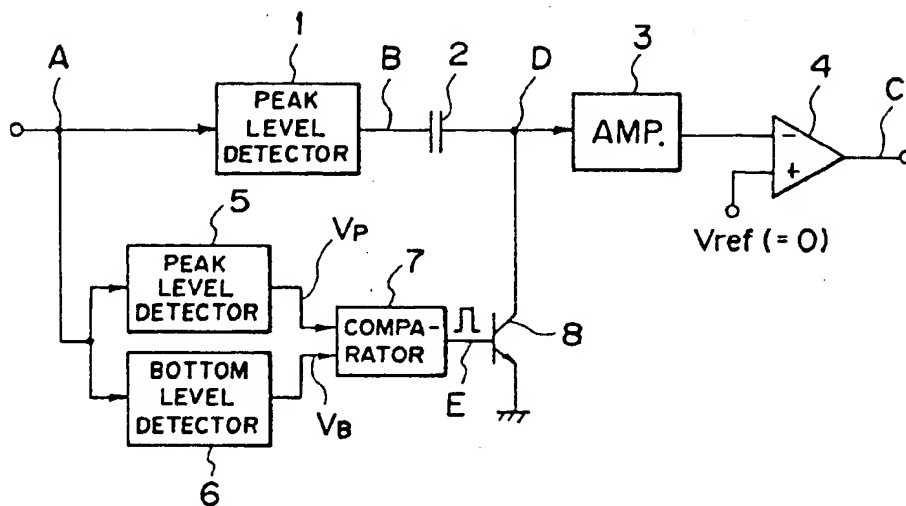 A
1
PEAK
LEVEL
DETECTOR
B
2
D
3
AMP.
4
C
-
+
Vref (=0)
5
PEAK
LEVEL
DETECTOR
VP
7
COMPA-
RATOR
E
8
BOTTOM
LEVEL
DETECTOR
VB
6